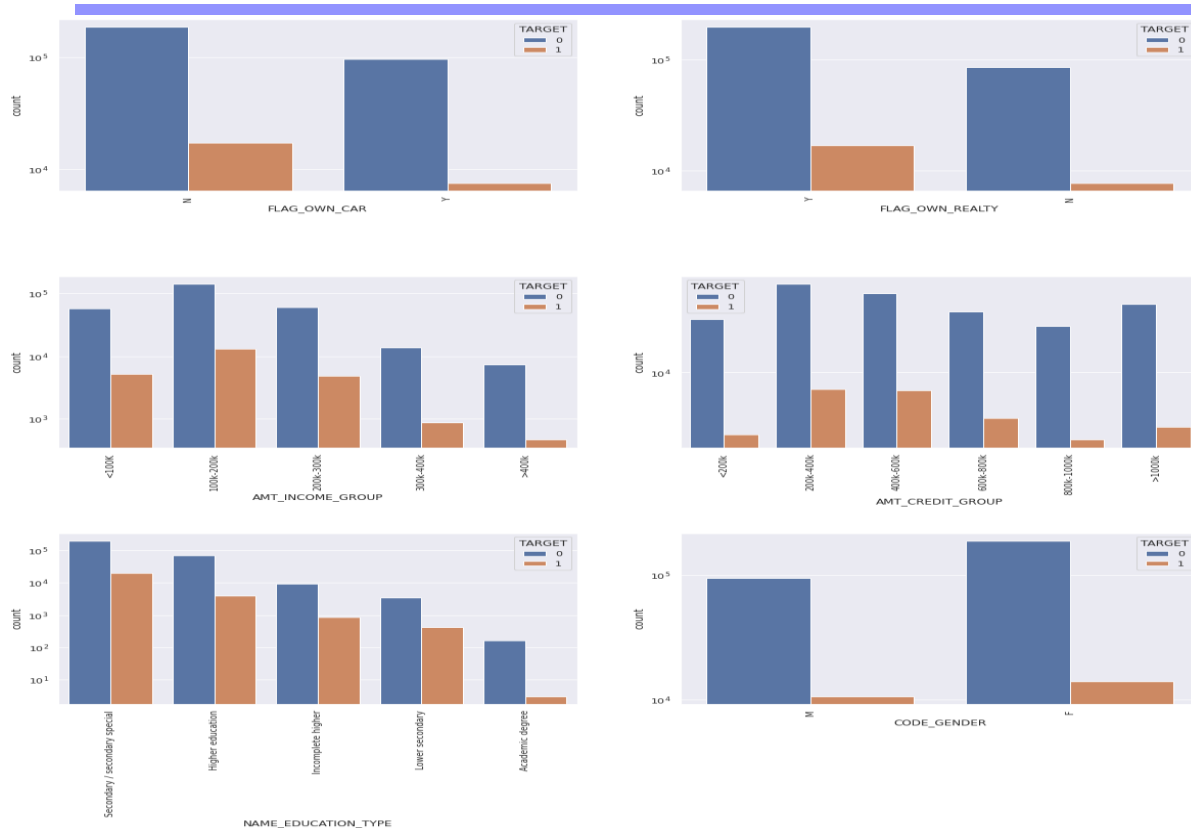 TARGET
0
1
10^5
10^4
count
N
Y
FLAG_OWN_CAR
TARGET
0
1
10^5
10^4
count
Y
N
FLAG_OWN_REALTY
TARGET
0
1
10^5
10^4
10^3
count
<100K
100k-200k
200k-300k
300k-400k
>400k
AMT_INCOME_GROUP
TARGET
0
1
10^4
count
<200k
200k-400k
400k-600k
600k-800k
800k-1000k
>1000k
AMT_CREDIT_GROUP
TARGET
0
1
10^5
10^4
10^3
10^2
10^1
count
Secondary / secondary special
Higher education
Incomplete higher
Lower secondary
Academic degree
NAME_EDUCATION_TYPE
TARGET
0
1
10^5
10^4
count
M
F
CODE_GENDER